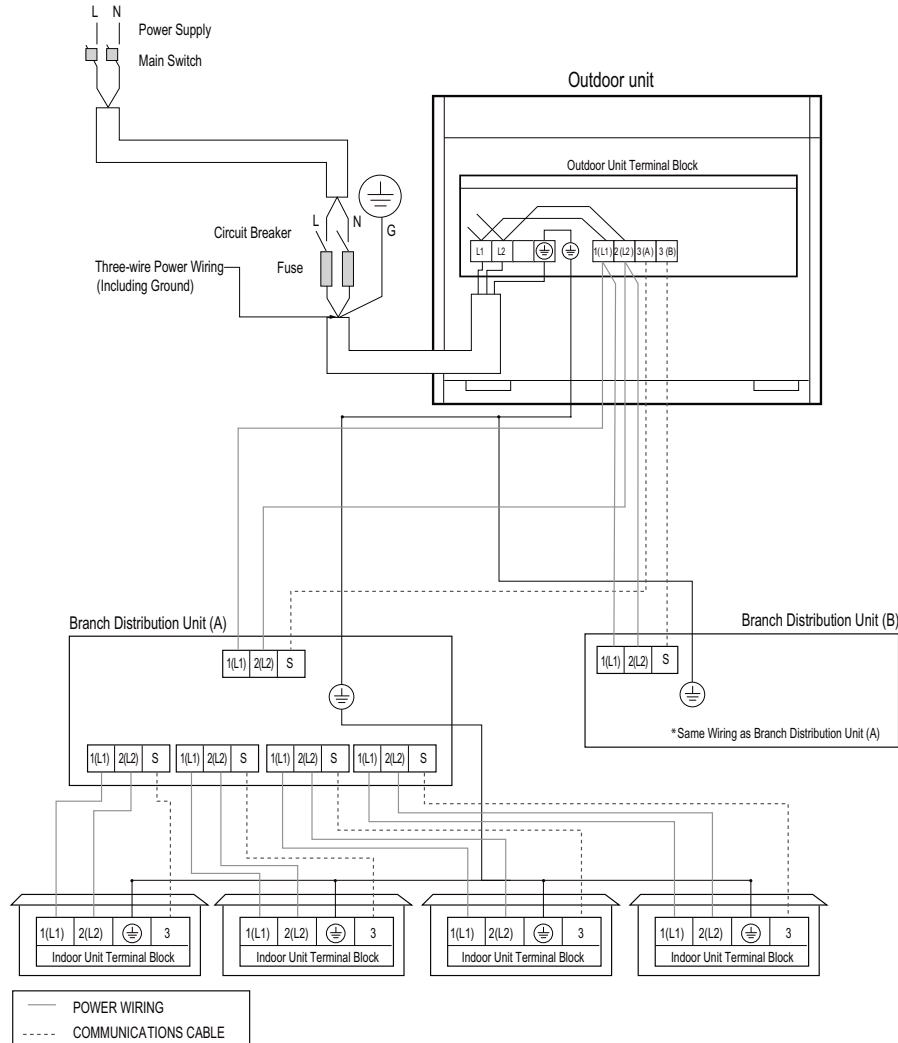 L N
Power Supply
Main Switch
Outdoor unit
Outdoor Unit Terminal Block
L N
G
Circuit Breaker
Fuse
Three-wire Power Wiring
(Including Ground)
L1 L2 1(L1) 2(L2) 3(A) 3(B)
Branch Distribution Unit (A)
1(L1) 2(L2) S
Branch Distribution Unit (B)
1(L1) 2(L2) S
*Same Wiring as Branch Distribution Unit (A)
1(L1) 2(L2) S 1(L1) 2(L2) S 1(L1) 2(L2) S 1(L1) 2(L2) S
1(L1) 2(L2) 3
Indoor Unit Terminal Block
1(L1) 2(L2) 3
Indoor Unit Terminal Block
1(L1) 2(L2) 3
Indoor Unit Terminal Block
1(L1) 2(L2) 3
Indoor Unit Terminal Block
POWER WIRING
COMMUNICATIONS CABLE